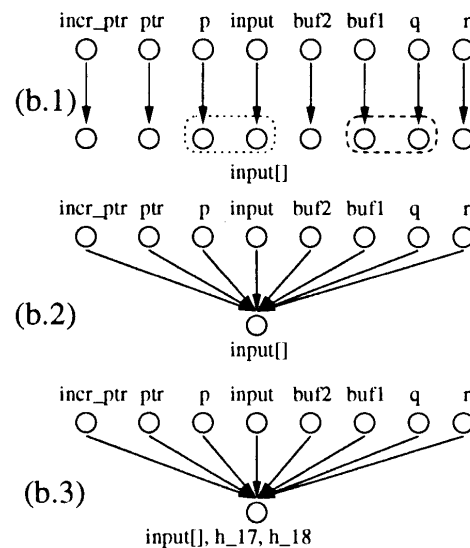 incr_ptr ptr p input buf2 buf1 q r
(b.1)
input[]
incr_ptr ptr p input buf2 buf1 q r
(b.2)
input[]
incr_ptr ptr p input buf2 buf1 q r
(b.3)
input[], h_17, h_18